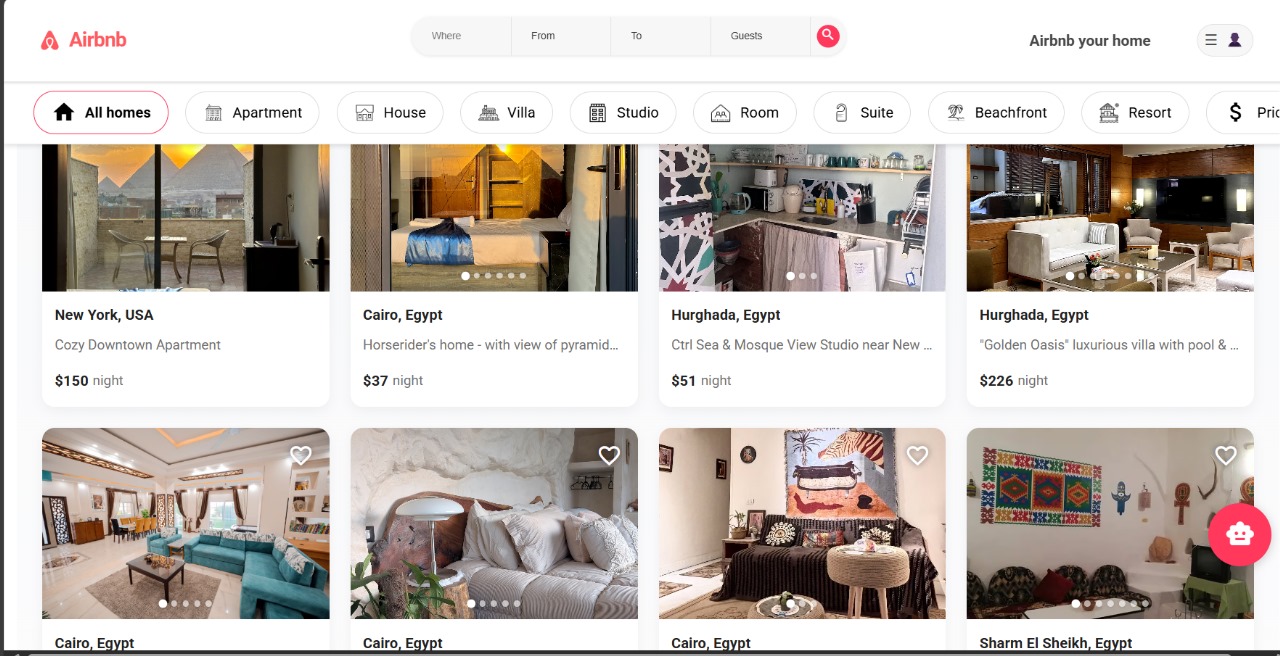 Airbnb
Where From To Guests
Airbnb your home
All homes Apartment House Villa Studio Room Suite Beachfront Resort $ Pric
New York, USA
Cozy Downtown Apartment
$150 night
Cairo, Egypt
Horserider's home - with view of pyramid...
$37 night
Hurghada, Egypt
Ctrl Sea & Mosque View Studio near New ...
$51 night
Hurghada, Egypt
"Golden Oasis" luxurious villa with pool & ...
$226 night
Cairo, Egypt
Cairo, Egypt
Cairo, Egypt
Sharm El Sheikh, Egypt